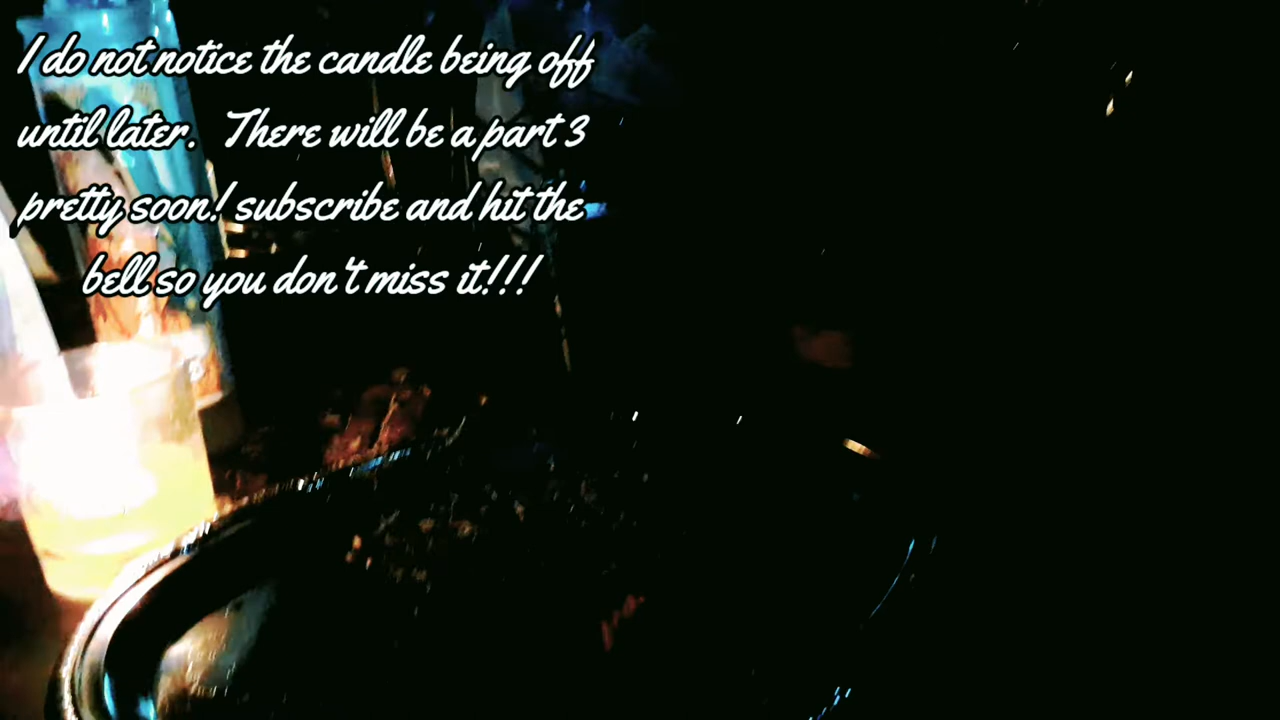 I do not notice the candle being off
until later. There will be a part 3
pretty soon! subscribe and hit the
bell so you don't miss it!!!